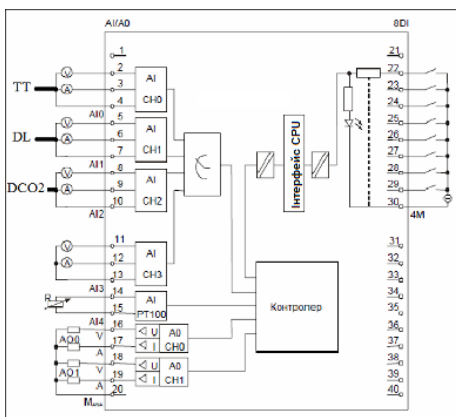 AI/A0 8DI
1 21
V 2 AI 22
TT A 3 CH0 23
4 24
AI0 5 AI 25
DL 6 CH1 26
7 27
AI1 8 AI 28
DCO2 9 CH2 29
AI2 10 30
4M
Інтерфейс CPU
V 11 31
A 12 AI 32
13 CH3 33
AI3 14 AI 34
R 15 PT100 35
Контролер
AI4 16 U A0 36
AO0 V 17 I CH0 37
A 18 U A0 38
AO1 V 19 I CH1 39
A 20 40